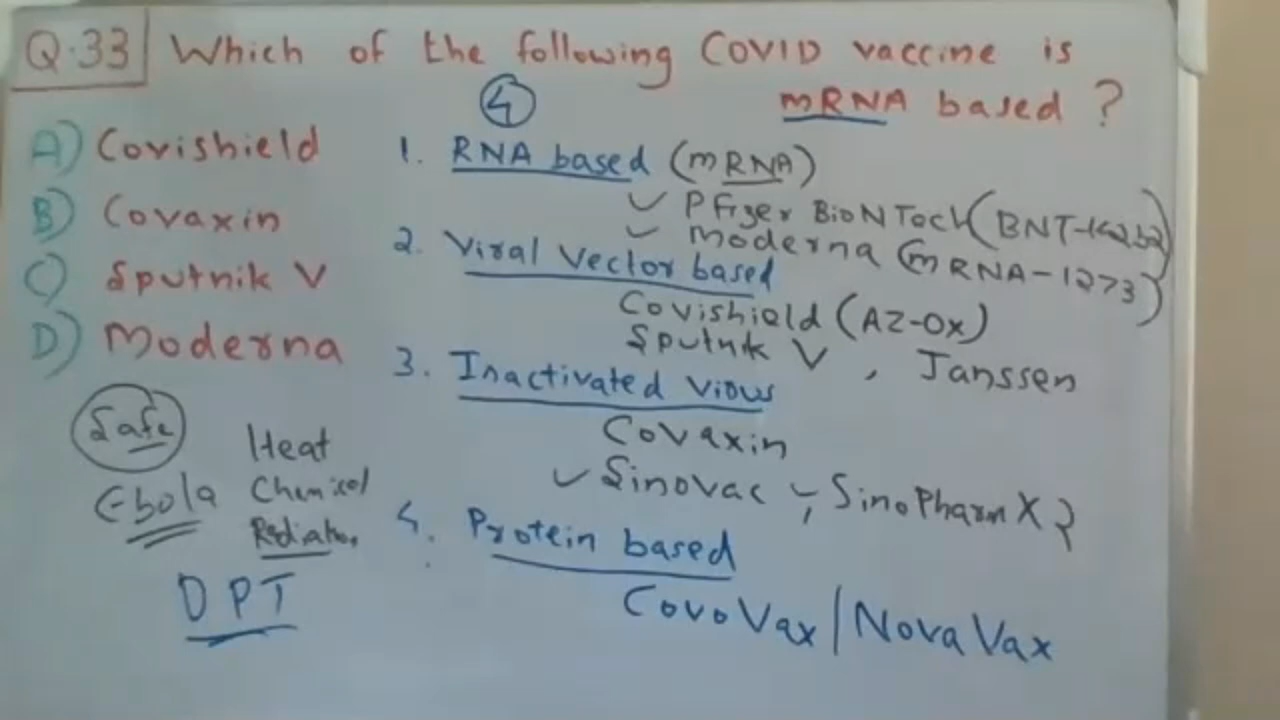 Q.33 Which of the following COVID vaccine is
mRNA based ?
A) Covishield
B) Covaxin
C) Sputnik V
D) Moderna
4
1. RNA based (mRNA)
✓ Pfizer BioNTech (BNT-162b2)
✓ Moderna (mRNA-1273)
2. Viral Vector based
Covishield (AZ-Ox)
Sputnik V , Janssen
3. Inactivated Virus
Covaxin
✓ Sinovac , SinoPharm X }
4. Protein based
CovoVax / NovaVax
Safe
Ebola
Heat
Chemical
Radiation
DPT